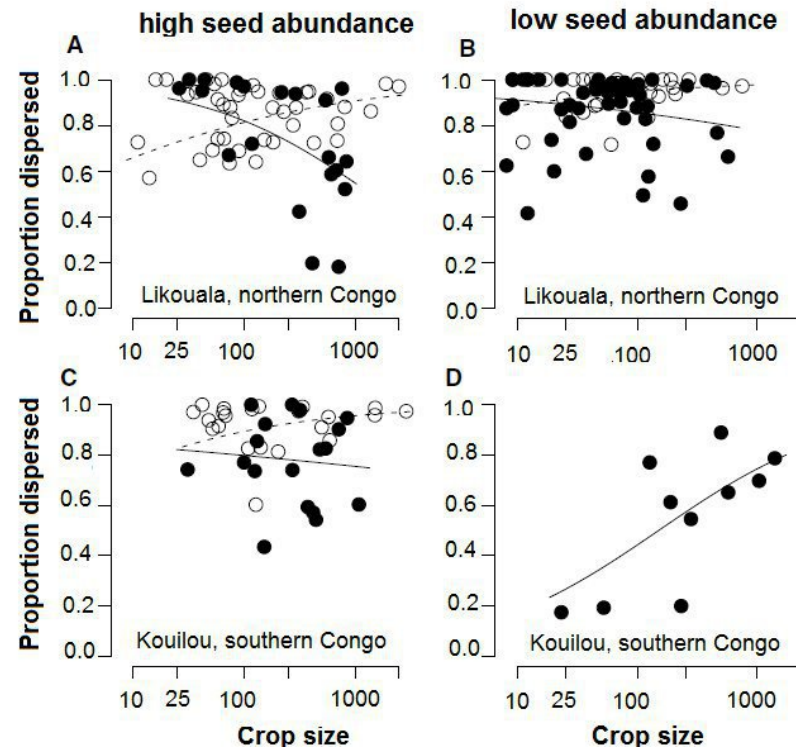 high seed abundance
low seed abundance
A
B
Proportion dispersed
1.0
0.8
0.6
0.4
0.2
0.0
Likouala, northern Congo
10
25
100
1000
1.0
0.8
0.6
0.4
0.2
0.0
Likouala, northern Congo
10
25
100
1000
C
D
Proportion dispersed
1.0
0.8
0.6
0.4
0.2
0.0
Kouilou, southern Congo
10
25
100
1000
Crop size
1.0
0.8
0.6
0.4
0.2
0.0
Kouilou, southern Congo
10
25
100
1000
Crop size